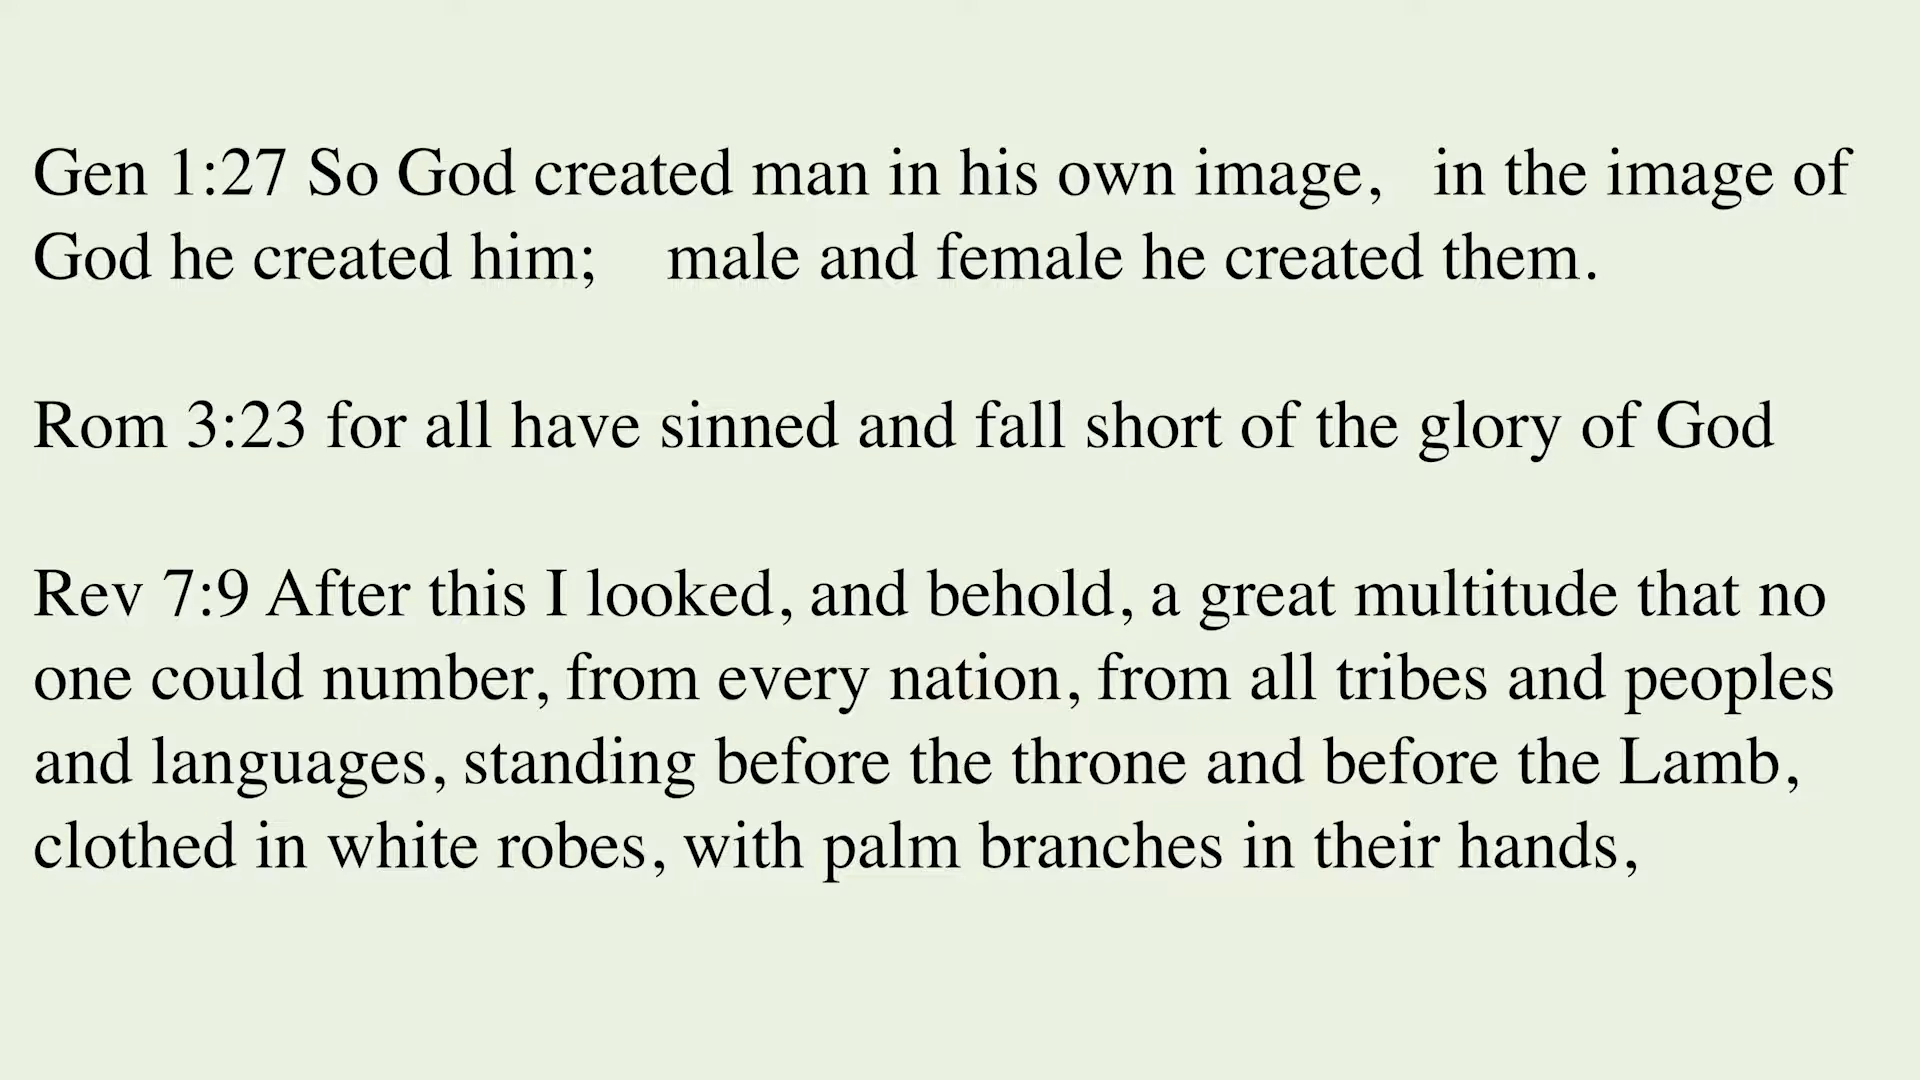 Gen 1:27 So God created man in his own image,   in the image of
God he created him;    male and female he created them.
Rom 3:23 for all have sinned and fall short of the glory of God
Rev 7:9 After this I looked, and behold, a great multitude that no
one could number, from every nation, from all tribes and peoples
and languages, standing before the throne and before the Lamb,
clothed in white robes, with palm branches in their hands,